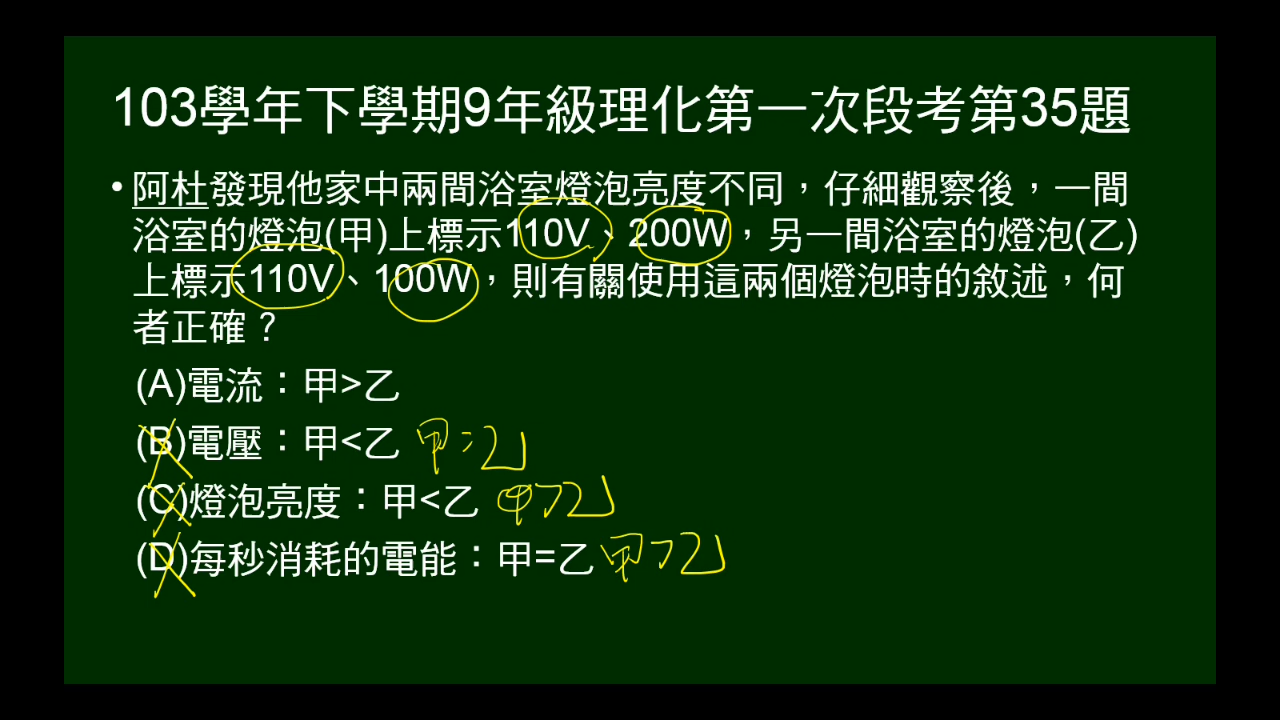 103學年下學期9年級理化第一次段考第35題
• 阿杜發現他家中兩間浴室燈泡亮度不同，仔細觀察後，一間
浴室的燈泡(甲)上標示110V、200W，另一間浴室的燈泡(乙)
上標示110V、100W，則有關使用這兩個燈泡時的敘述，何
者正確？
(A)電流：甲>乙
(B)電壓：甲<乙 甲=乙
(C)燈泡亮度：甲<乙 甲>乙
(D)每秒消耗的電能：甲=乙 甲>乙